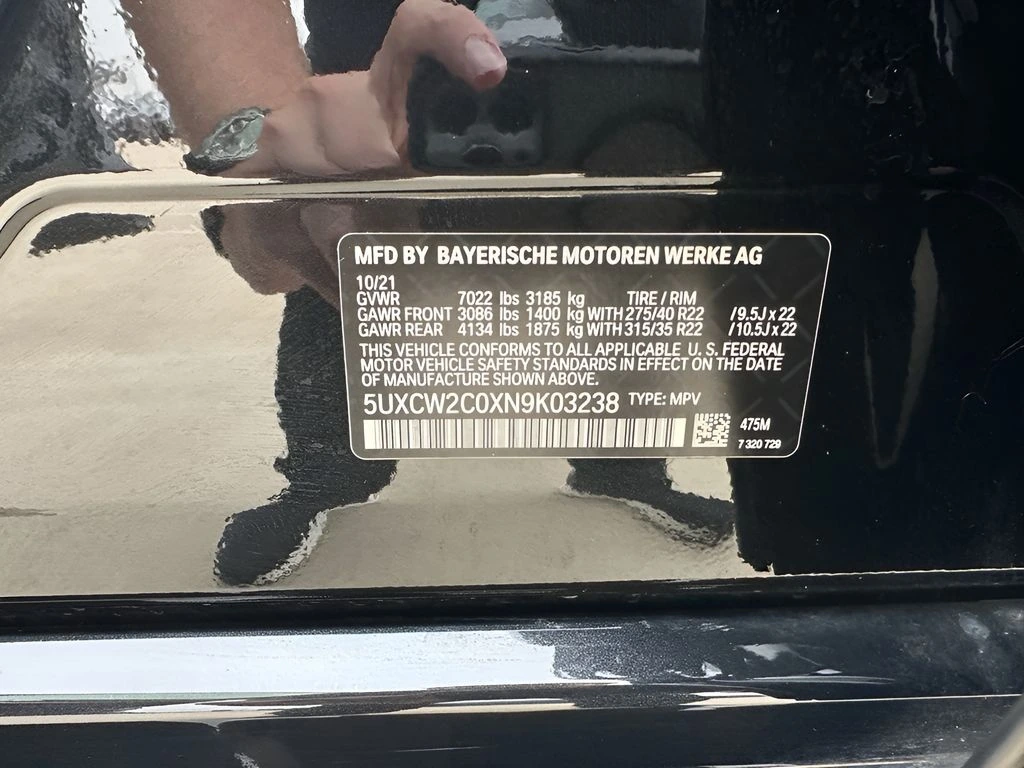 MFD BY BAYERISCHE MOTOREN WERKE AG
10/21
GVWR 7022 lbs 3185 kg TIRE / RIM
GAWR FRONT 3086 lbs 1400 kg WITH 275/40 R22 /9.5J x 22
GAWR REAR 4134 lbs 1875 kg WITH 315/35 R22 /10.5J x 22
THIS VEHICLE CONFORMS TO ALL APPLICABLE U. S. FEDERAL
MOTOR VEHICLE SAFETY STANDARDS IN EFFECT ON THE DATE
OF MANUFACTURE SHOWN ABOVE.
5UXCW2C0XN9K03238 TYPE: MPV
475M
7 320 729